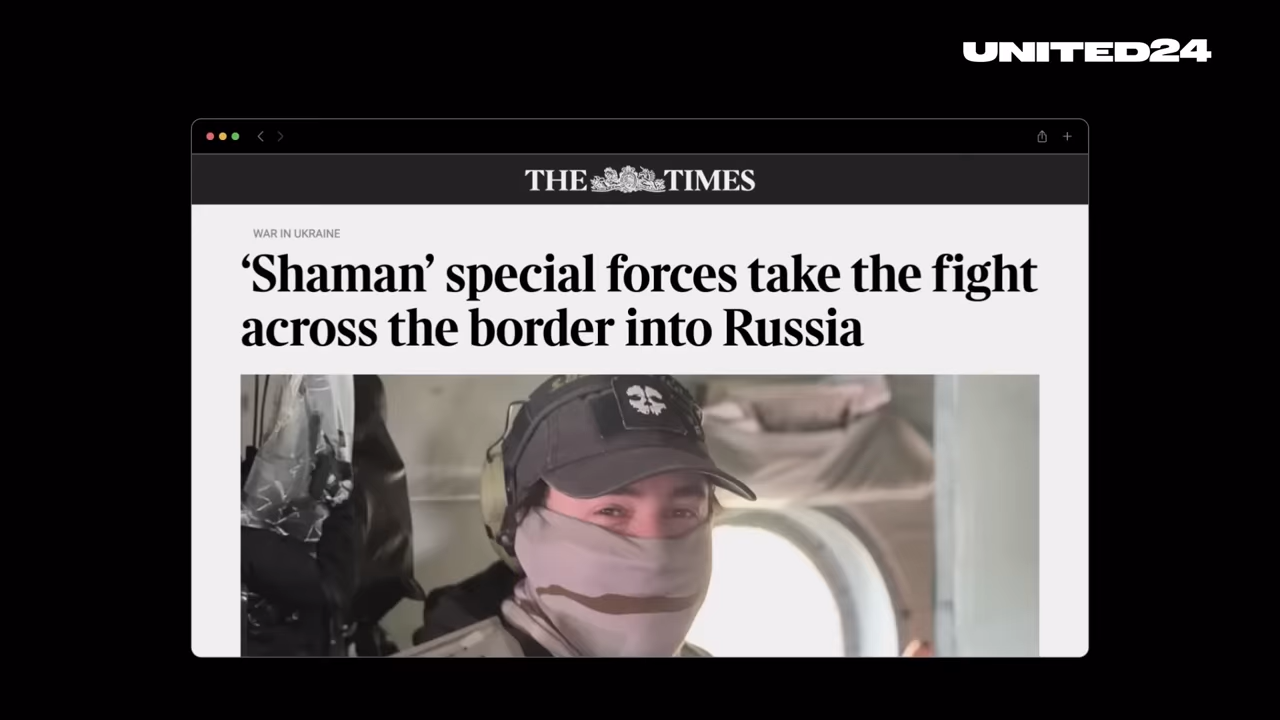 UNITED24
THE TIMES
WAR IN UKRAINE
‘Shaman’ special forces take the fight
across the border into Russia